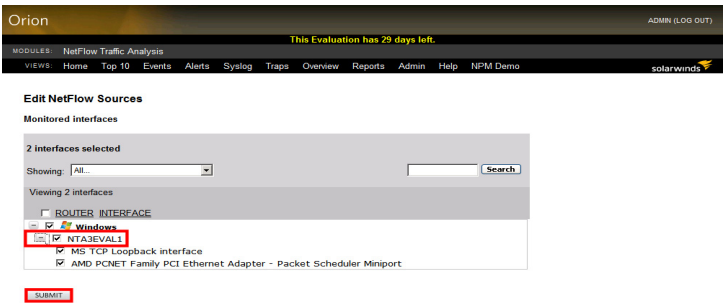 Orion
ADMIN (LOG OUT)
This Evaluation has 29 days left.
MODULES: NetFlow Traffic Analysis
VIEWS: Home Top 10 Events Alerts Syslog Traps Overview Reports Admin Help NPM Demo
solarwinds
Edit NetFlow Sources
Monitored interfaces
2 interfaces selected
Showing: All... Search
Viewing 2 interfaces
ROUTER INTERFACE
Windows
NTA3EVAL1
MS TCP Loopback interface
AMD PCNET Family PCI Ethernet Adapter - Packet Scheduler Miniport
SUBMIT